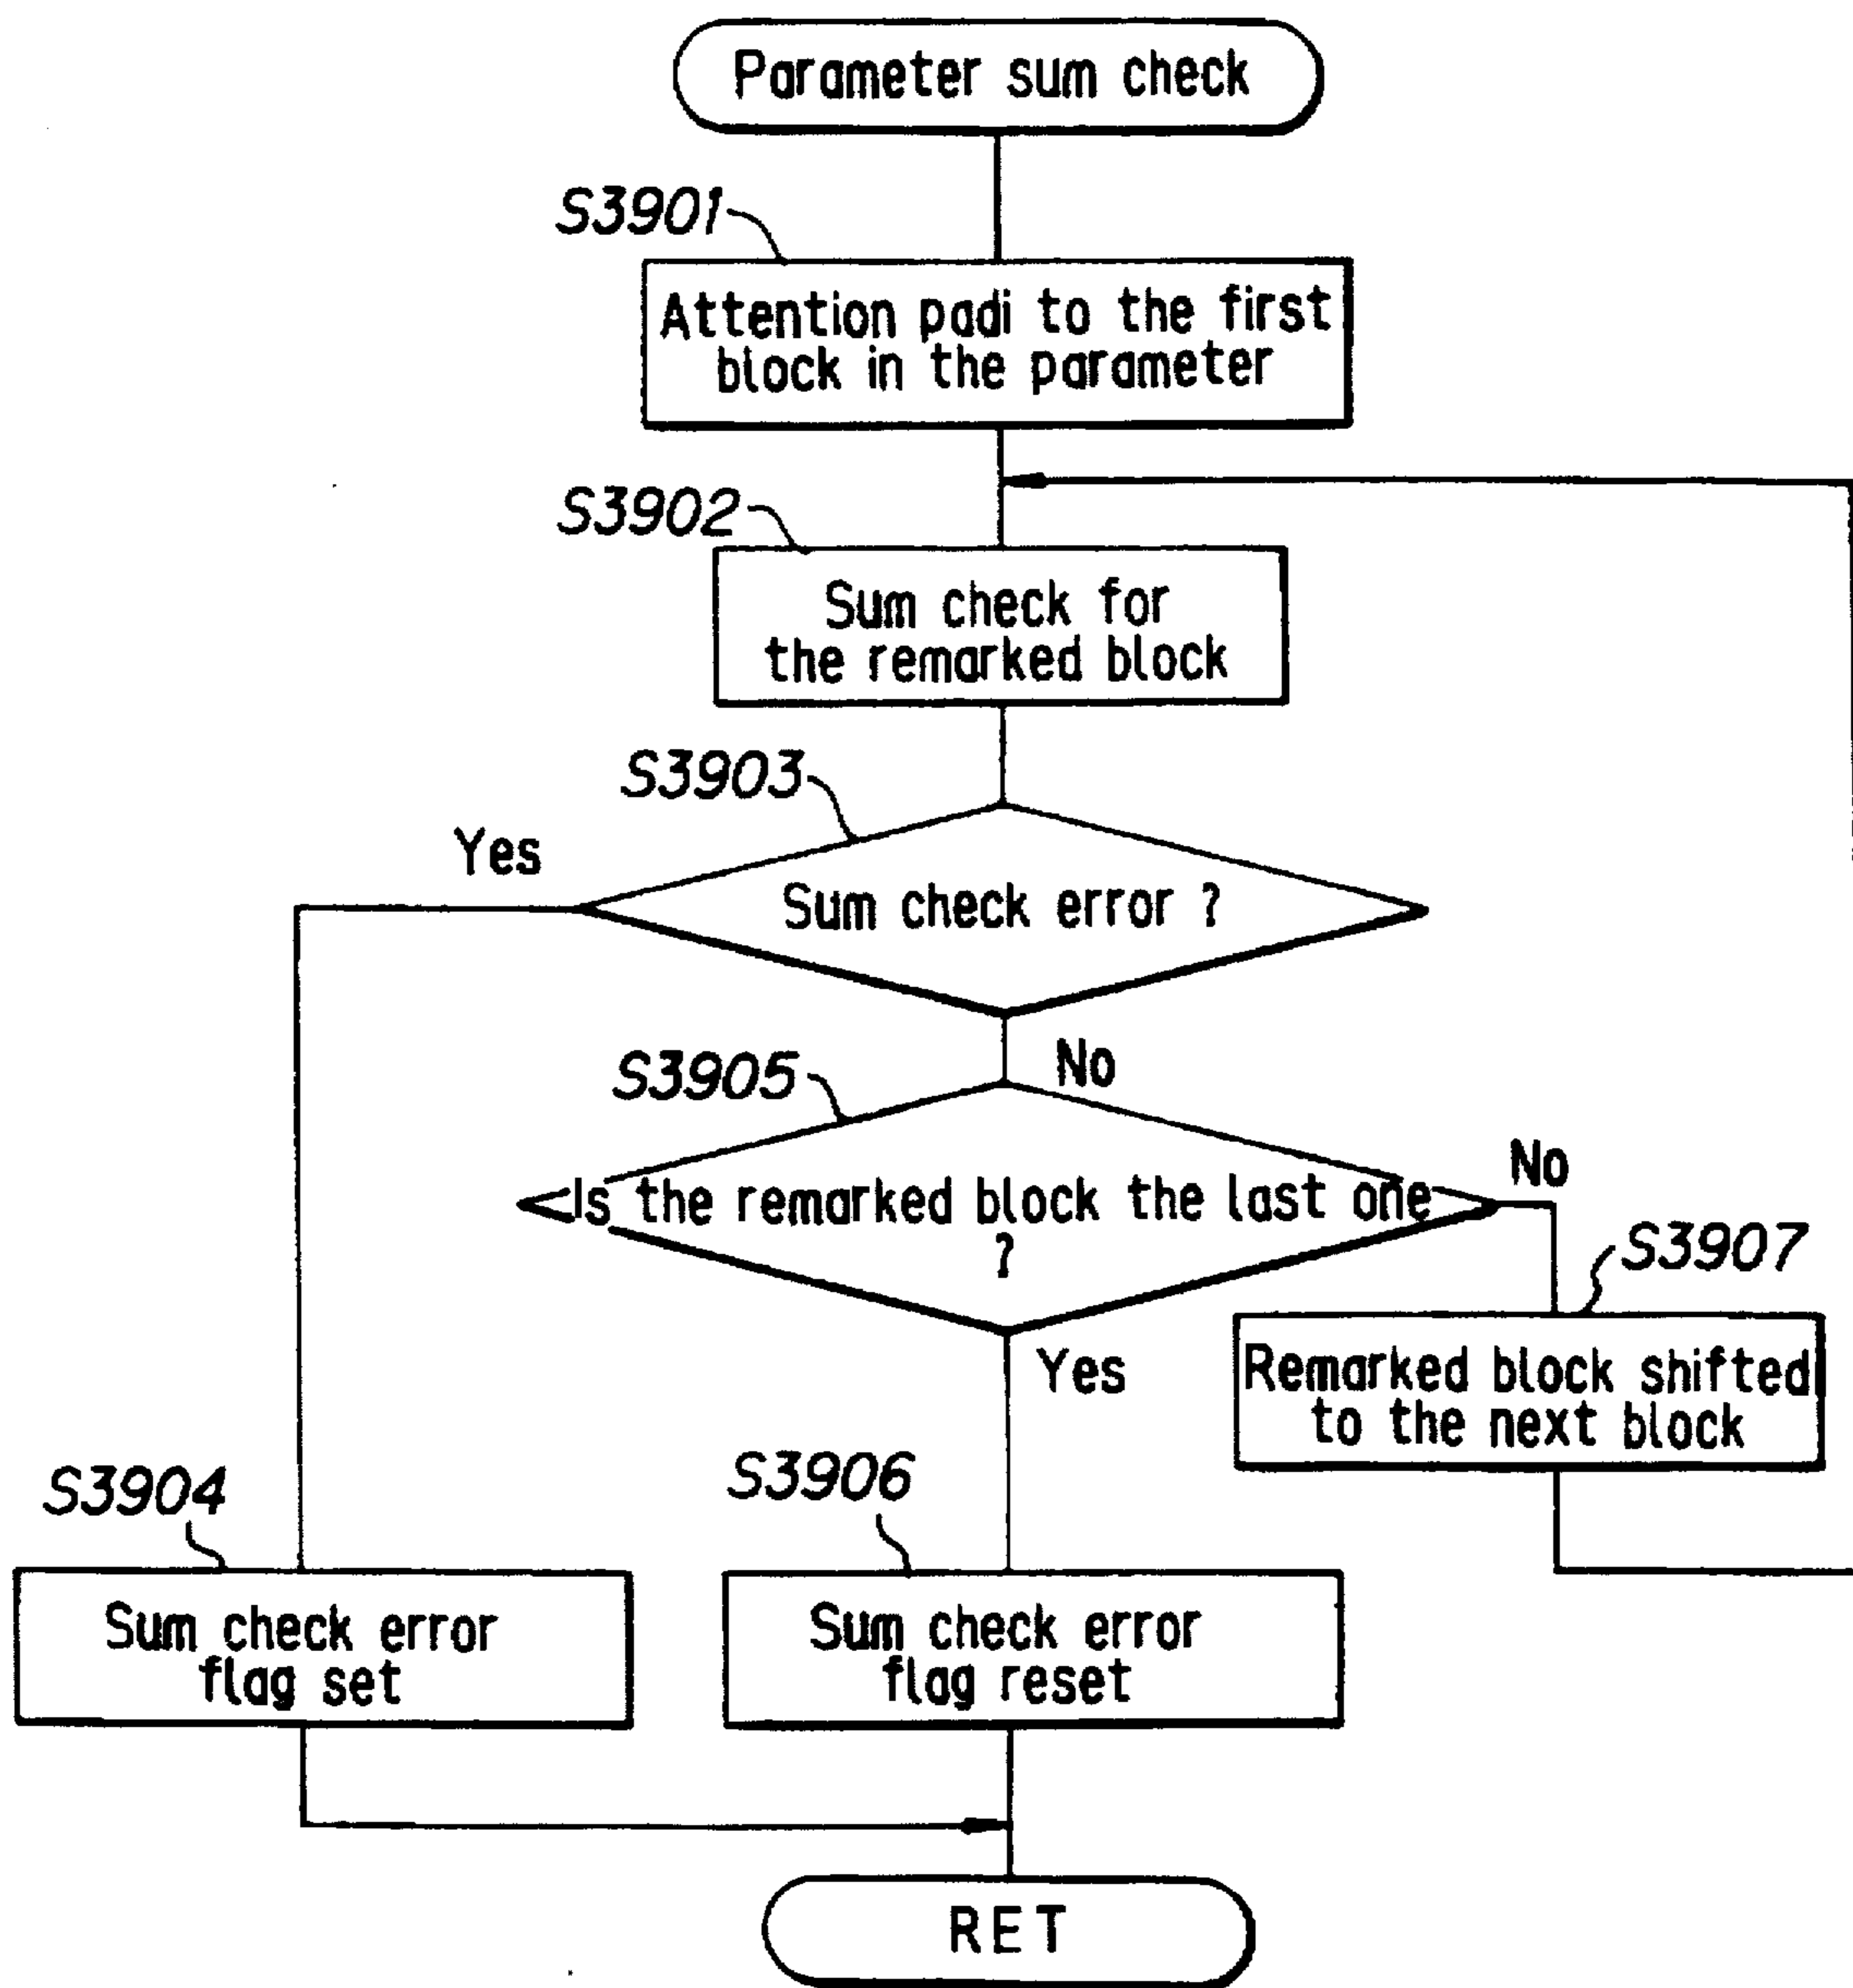 Parameter sum check
S3901
Attention padi to the first
block in the parameter
S3902
Sum check for
the remarked block
S3903
Yes
Sum check error ?
No
S3905
Is the remarked block the last one
?
No
S3907
Yes
Remarked block shifted
to the next block
S3904
S3906
Sum check error
flag set
Sum check error
flag reset
RET